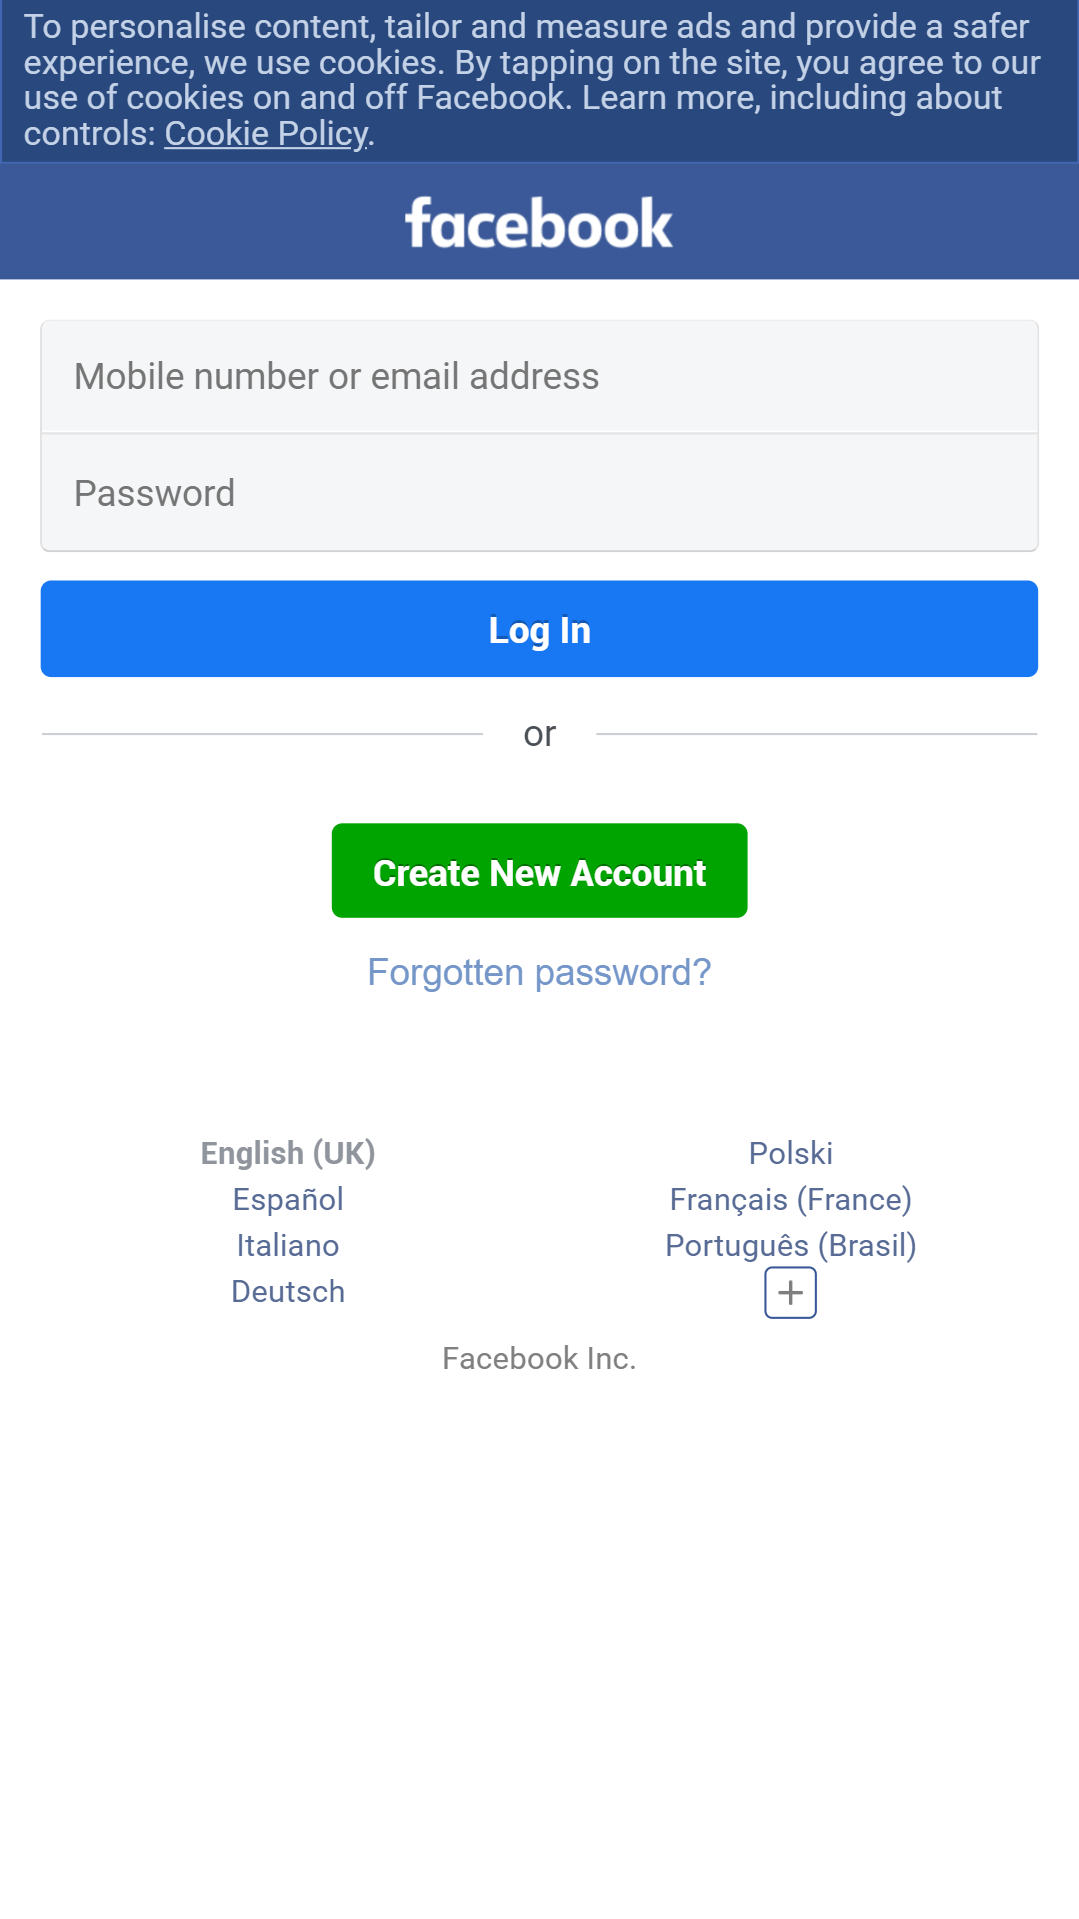 To personalise content, tailor and measure ads and provide a safer
experience, we use cookies. By tapping on the site, you agree to our
use of cookies on and off Facebook. Learn more, including about
controls: Cookie Policy.
facebook
Mobile number or email address
Password
Log In
or
Create New Account
Forgotten password?
English (UK)
Español
Italiano
Deutsch
Polski
Français (France)
Português (Brasil)
+
Facebook Inc.